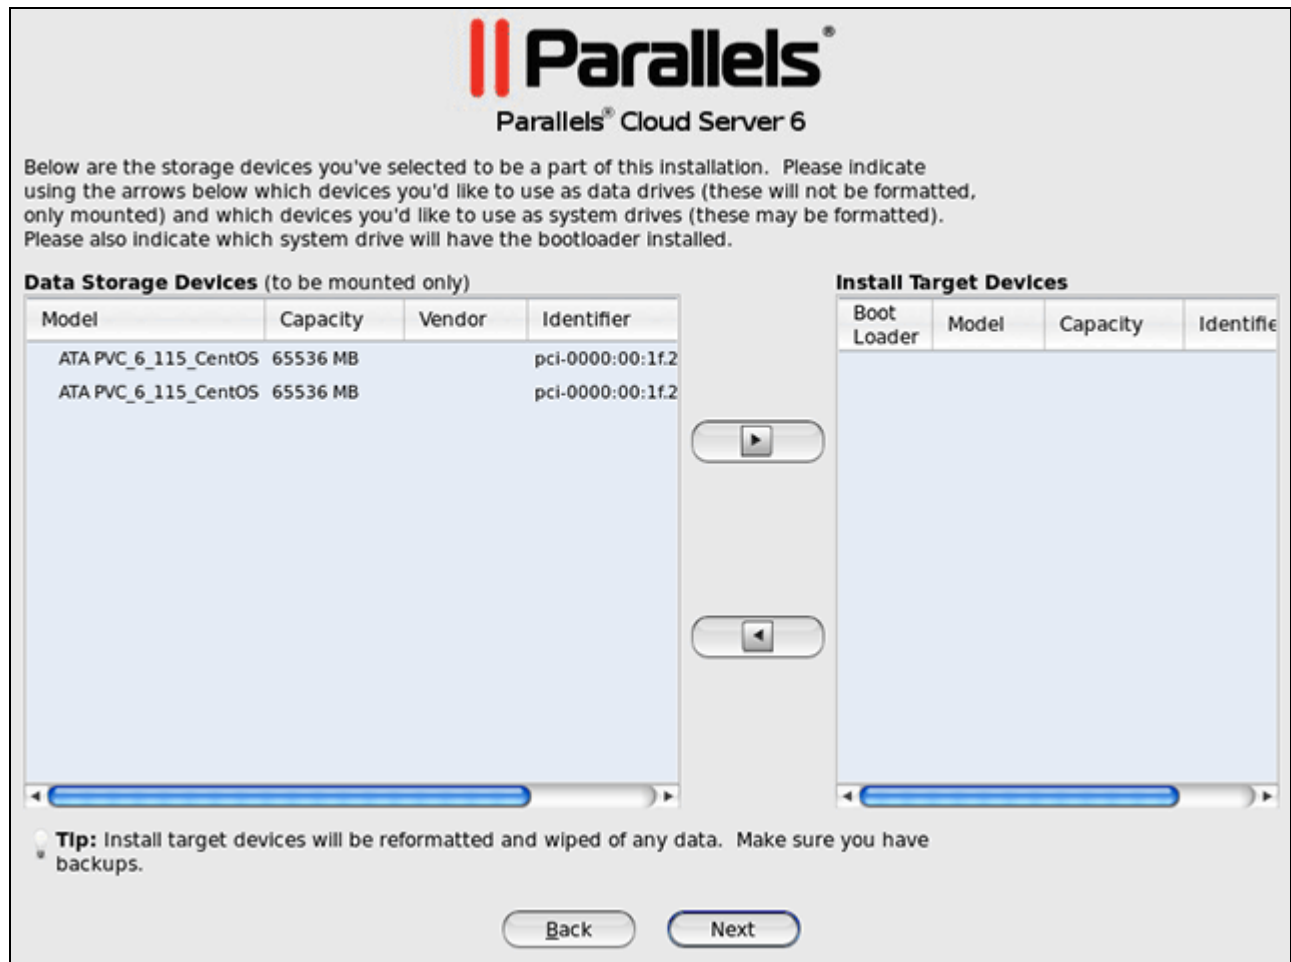 Parallels®
Parallels® Cloud Server 6
Below are the storage devices you've selected to be a part of this installation.  Please indicate
using the arrows below which devices you'd like to use as data drives (these will not be formatted,
only mounted) and which devices you'd like to use as system drives (these may be formatted).
Please also indicate which system drive will have the bootloader installed.
Data Storage Devices (to be mounted only)
Model Capacity Vendor Identifier
ATA PVC_6_115_CentOS 65536 MB pci-0000:00:1f.2
ATA PVC_6_115_CentOS 65536 MB pci-0000:00:1f.2
Install Target Devices
Boot
Loader Model Capacity Identifie
Tip: Install target devices will be reformatted and wiped of any data.  Make sure you have
backups.
Back Next